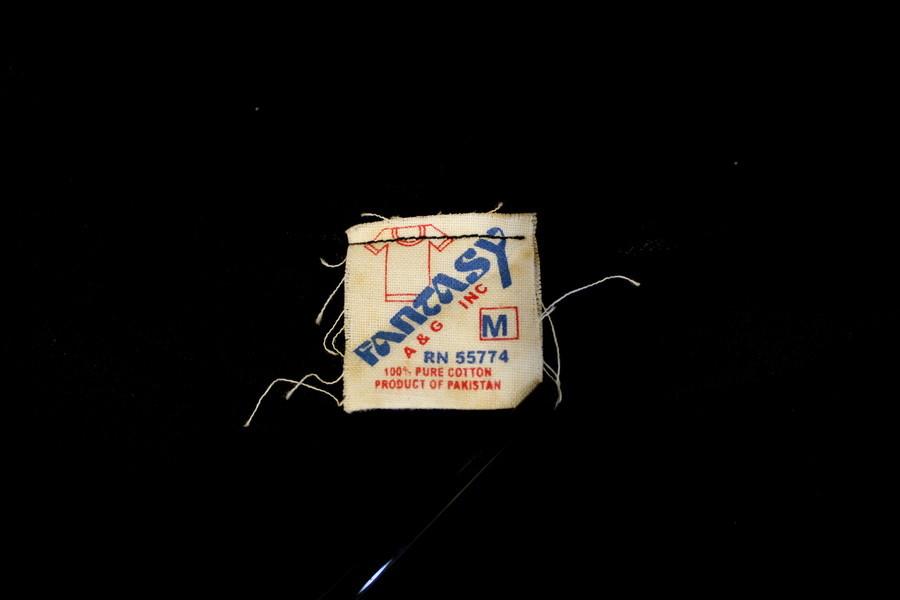 FANTASY
A & G INC
M
RN 55774
100% PURE COTTON
PRODUCT OF PAKISTAN